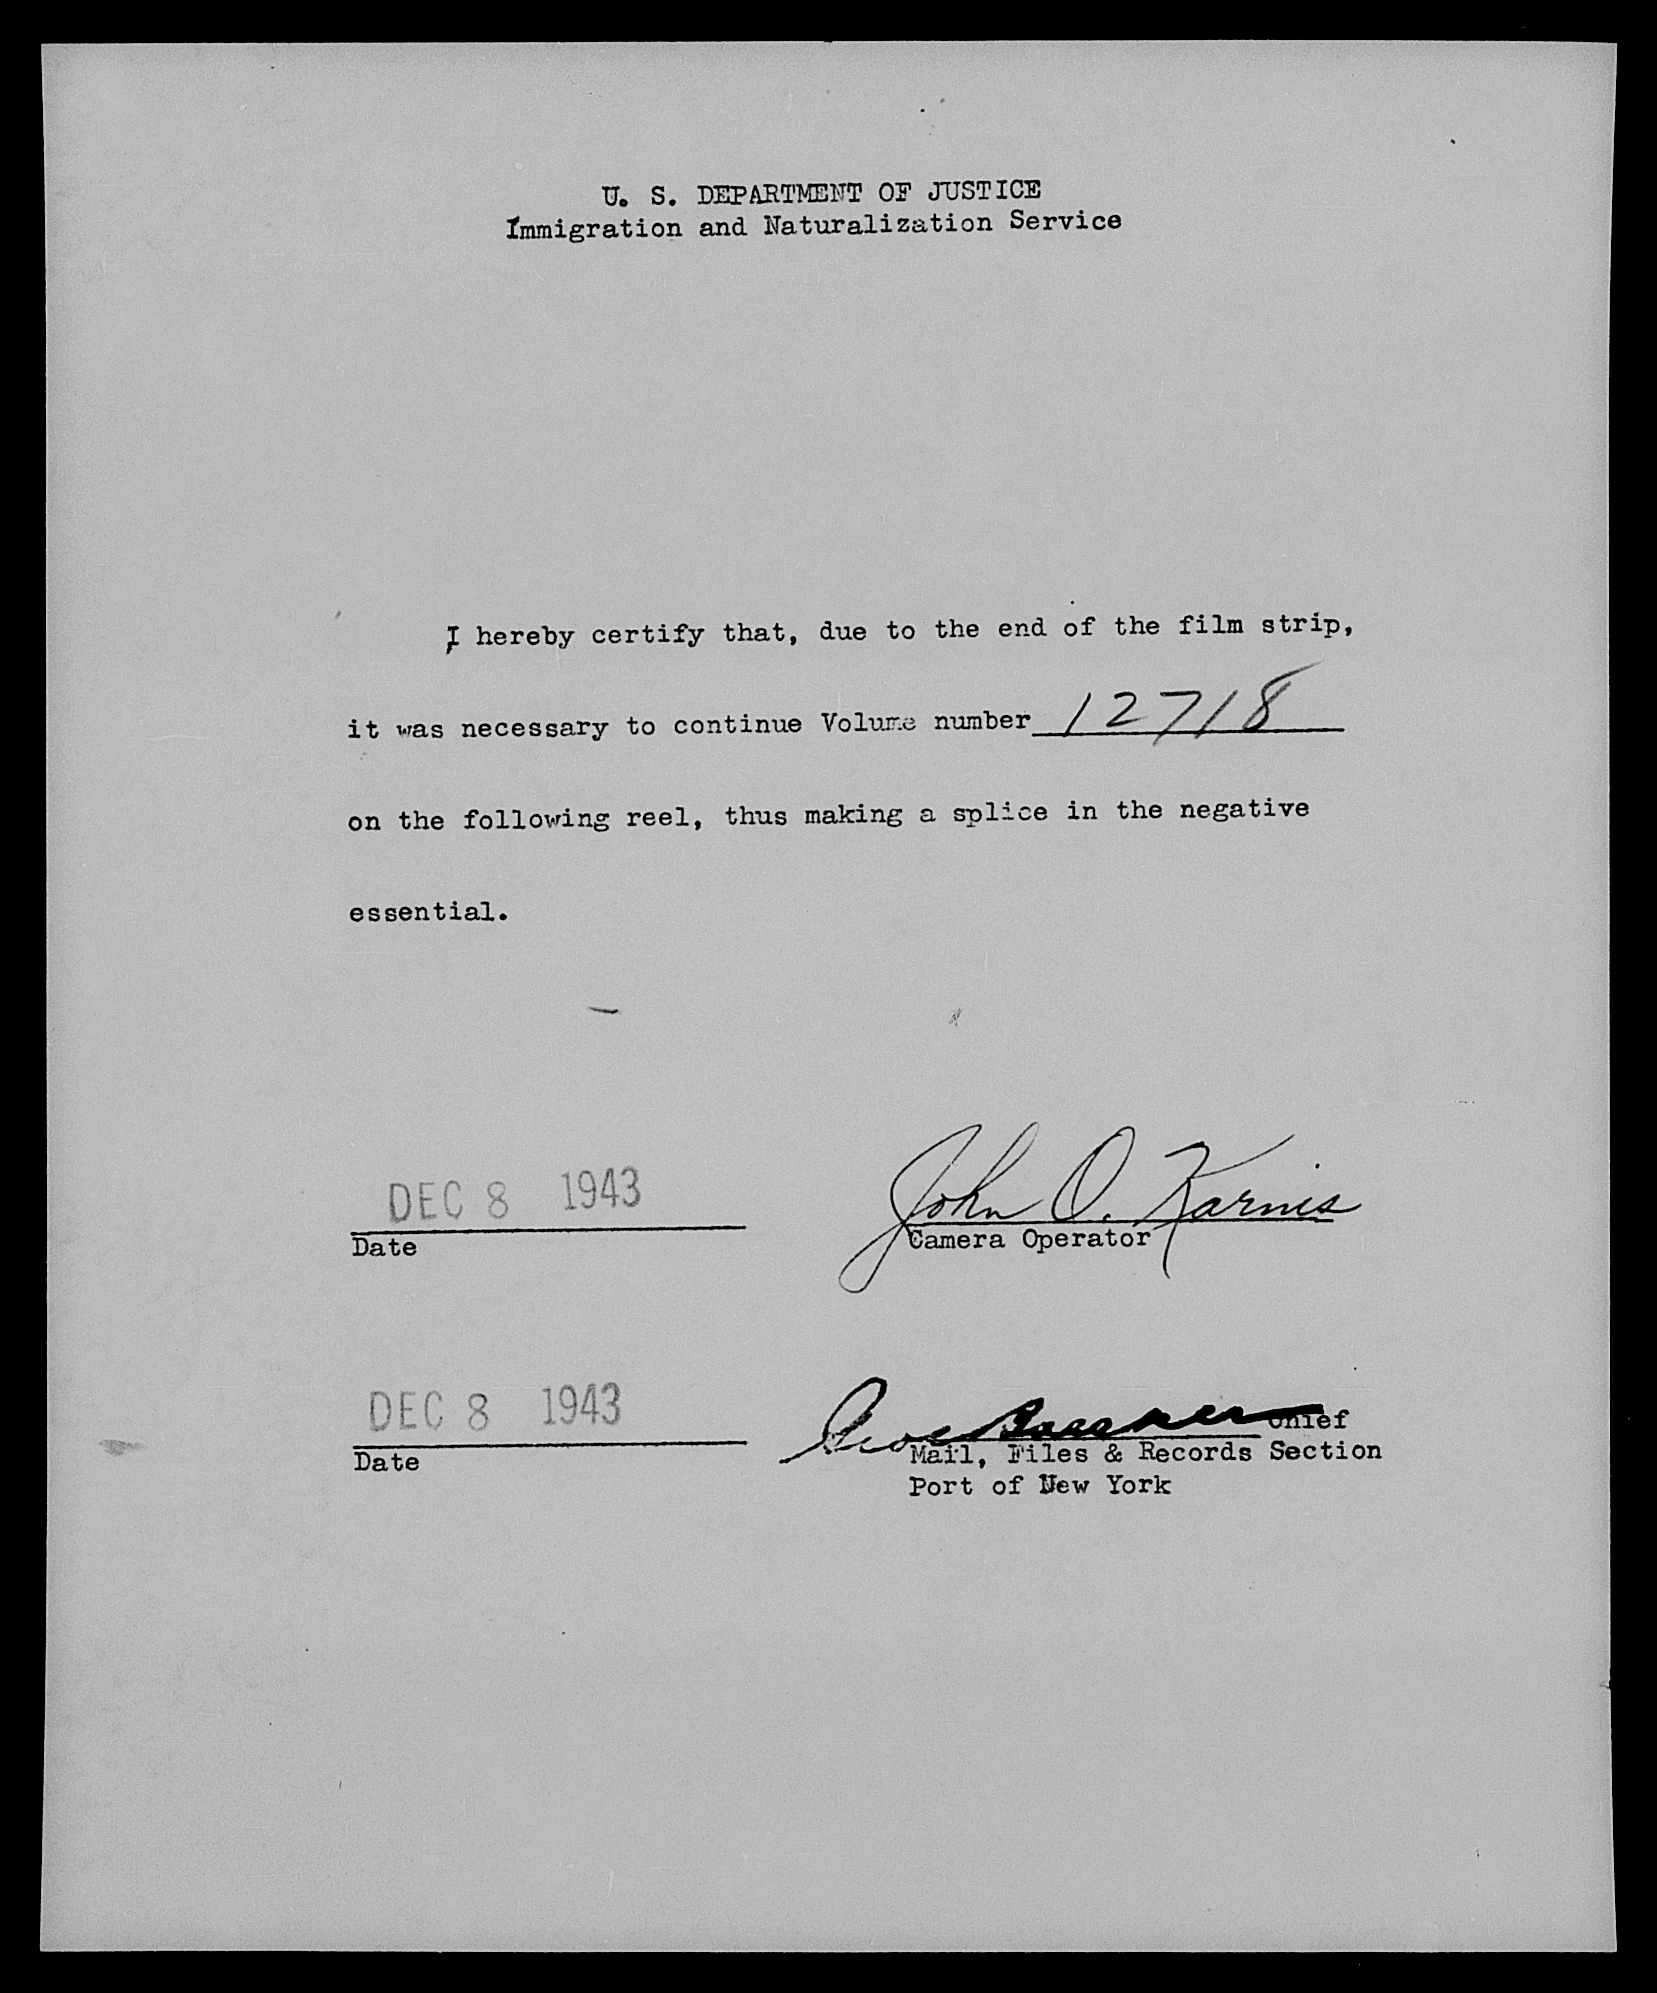 U. S. DEPARTMENT OF JUSTICE
Immigration and Naturalization Service
I hereby certify that, due to the end of the film strip,
it was necessary to continue Volume number 12718
on the following reel, thus making a splice in the negative
essential.
DEC 8 1943
Date
John O. Karnis
Camera Operator
DEC 8 1943
Date
Chief
Mail, Files & Records Section
Port of New York